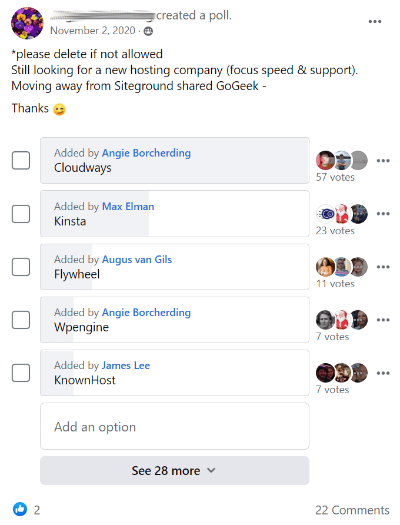 created a poll.
November 2, 2020 ·
*please delete if not allowed
Still looking for a new hosting company (focus speed & support).
Moving away from Siteground shared GoGeek -
Thanks 😉
Added by Angie Borcherding
Cloudways
57 votes
Added by Max Elman
Kinsta
23 votes
Added by Augus van Gils
Flywheel
11 votes
Added by Angie Borcherding
Wpengine
7 votes
Added by James Lee
KnownHost
7 votes
Add an option
See 28 more
2
22 Comments